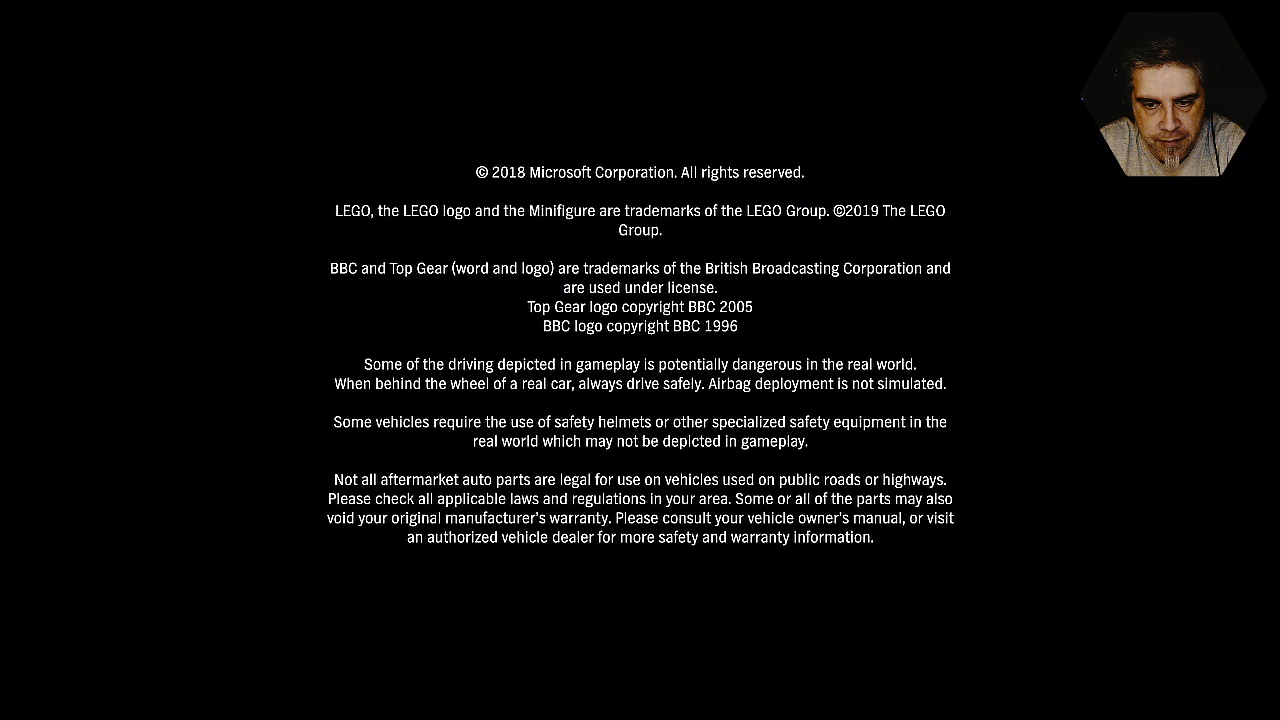 © 2018 Microsoft Corporation. All rights reserved.
LEGO, the LEGO logo and the Minifigure are trademarks of the LEGO Group. ©2019 The LEGO
Group.
BBC and Top Gear (word and logo) are trademarks of the British Broadcasting Corporation and
are used under license.
Top Gear logo copyright BBC 2005
BBC logo copyright BBC 1996
Some of the driving depicted in gameplay is potentially dangerous in the real world.
When behind the wheel of a real car, always drive safely. Airbag deployment is not simulated.
Some vehicles require the use of safety helmets or other specialized safety equipment in the
real world which may not be depicted in gameplay.
Not all aftermarket auto parts are legal for use on vehicles used on public roads or highways.
Please check all applicable laws and regulations in your area. Some or all of the parts may also
void your original manufacturer's warranty. Please consult your vehicle owner's manual, or visit
an authorized vehicle dealer for more safety and warranty information.